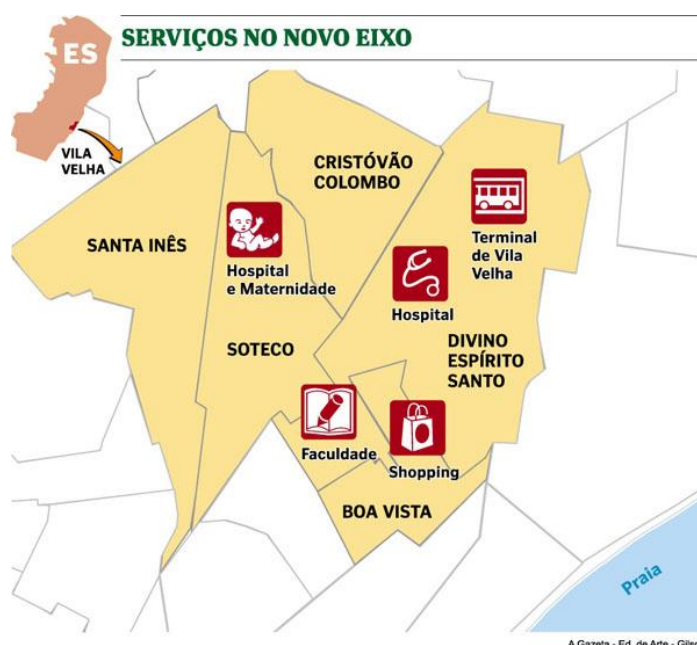 ES
SERVIÇOS NO NOVO EIXO
VILA
VELHA
CRISTÓVÃO
COLOMBO
SANTA INÊS
Hospital
e Maternidade
Terminal
de Vila
Velha
Hospital
SOTECO
DIVINO
ESPÍRITO
SANTO
Faculdade
Shopping
BOA VISTA
Praia
A Gazeta - Ed. de Arte -